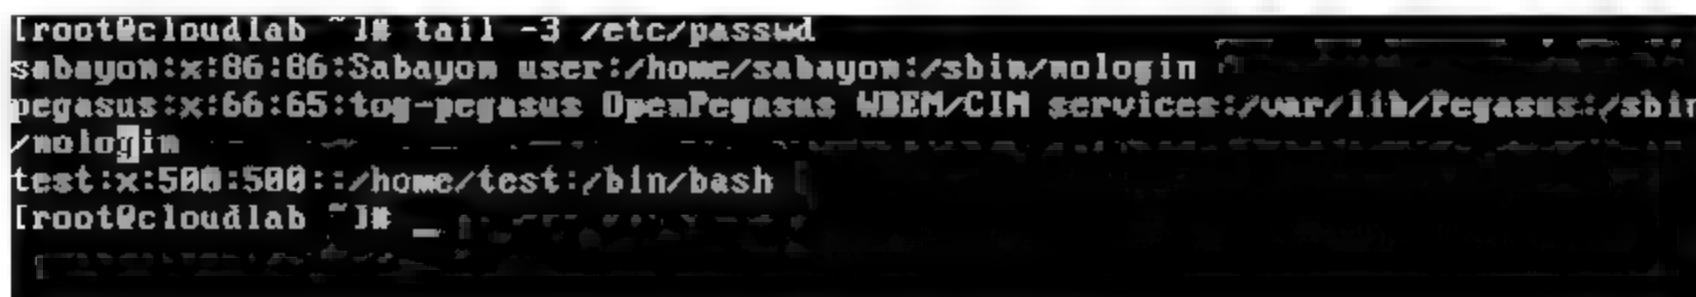 [root@cloudlab ~]# tail -3 /etc/passwd
sabayon:x:86:86:Sabayon user:/home/sabayon:/sbin/nologin
pegasus:x:66:65:tog-pegasus OpenPegasus WBEM/CIM services:/var/lib/Pegasus:/sbin
/nologin
test:x:500:500::/home/test:/bin/bash
[root@cloudlab ~]# _